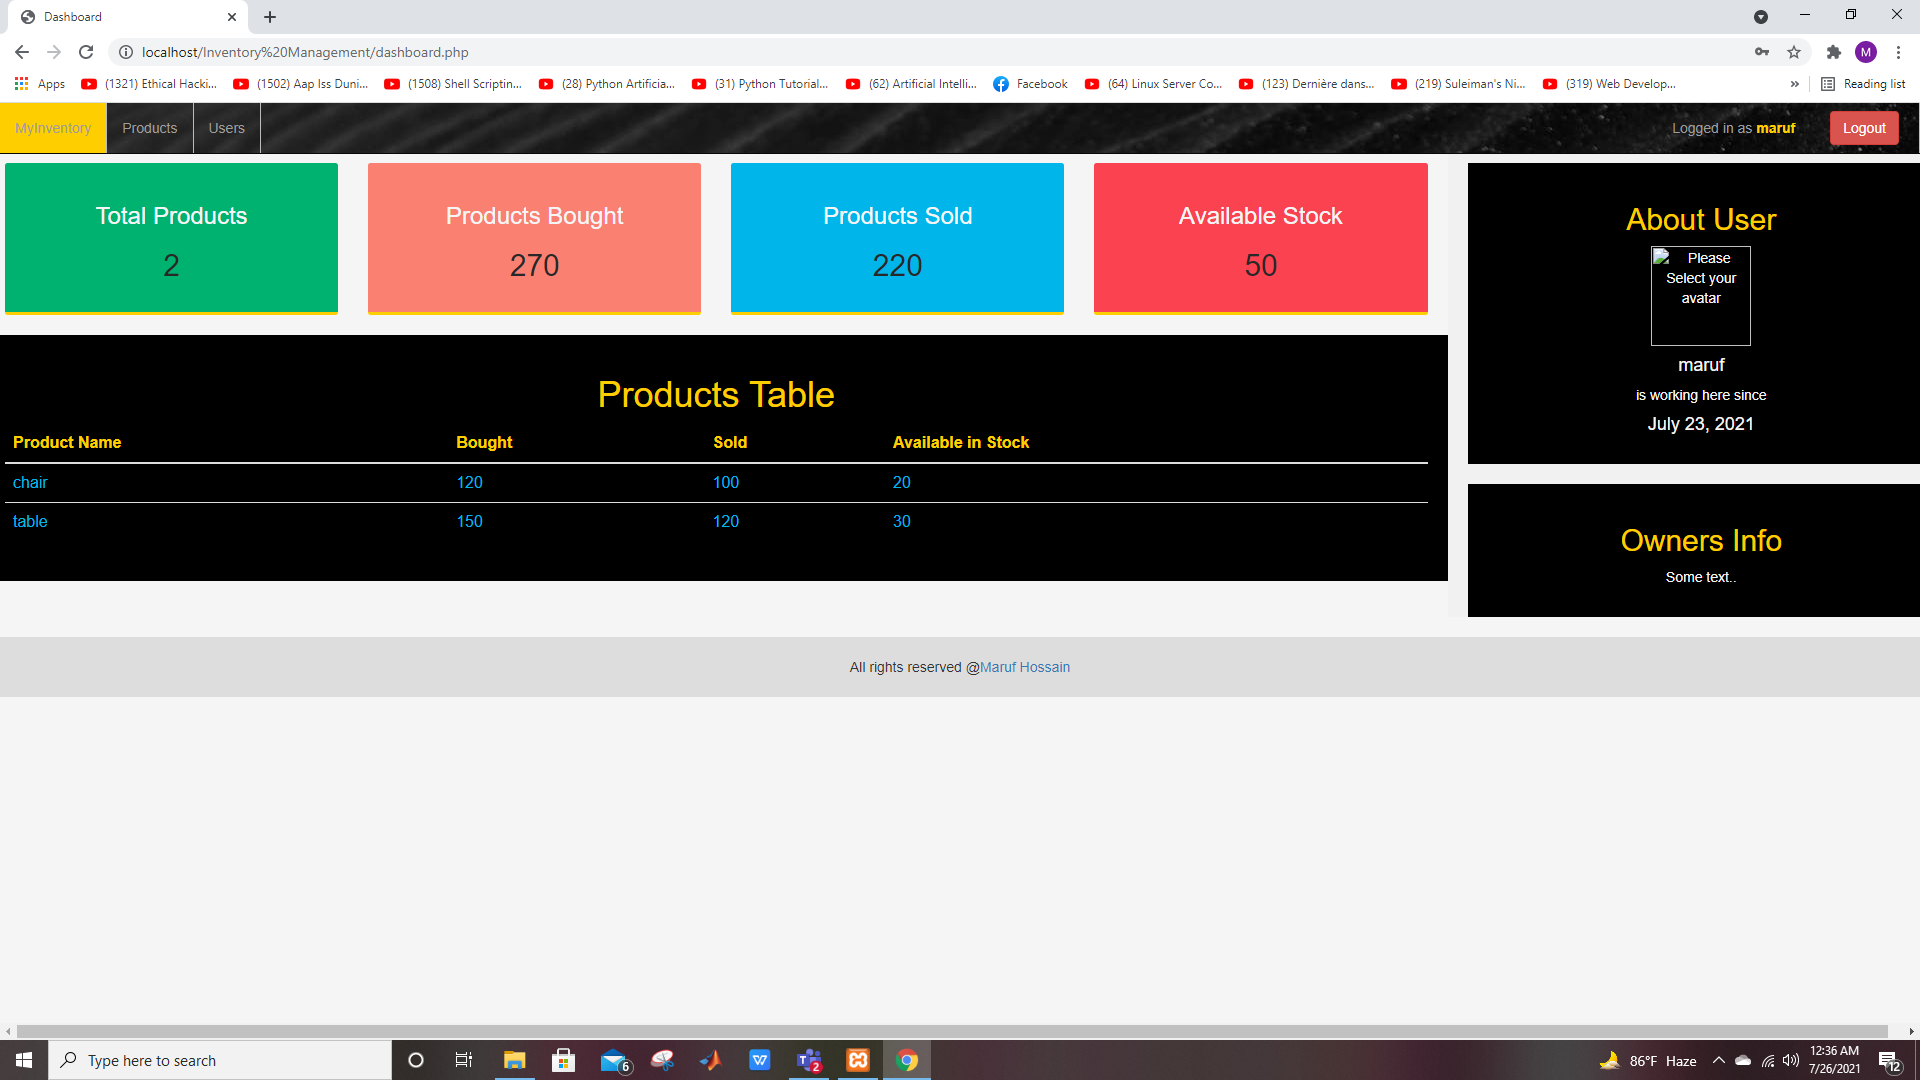 Dashboard
localhost/Inventory%20Management/dashboard.php
M
Apps
(1321) Ethical Hacki...
(1502) Aap Iss Duni...
(1508) Shell Scriptin...
(28) Python Artificia...
(31) Python Tutorial...
(62) Artificial Intelli...
Facebook
(64) Linux Server Co...
(123) Dernière dans...
(219) Suleiman's Ni...
(319) Web Develop...
»
Reading list
MyInventory
Products
Users
Logged in as maruf
Logout
Total Products
2
Products Bought
270
Products Sold
220
Available Stock
50
About User
Please Select your avatar
maruf
is working here since
July 23, 2021
Products Table
Product Name Bought Sold Available in Stock
chair 120 100 20
table 150 120 30
Owners Info
Some text..
All rights reserved @Maruf Hossain
Type here to search
6
W
T
2
86°F Haze
12:36 AM
7/26/2021
12